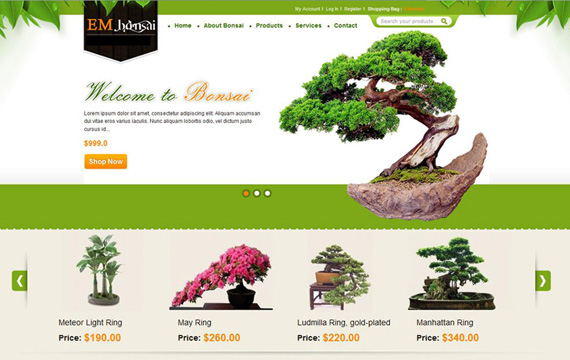 My Account | Log in | Register | Shopping Bag
EM bonsai
Home
About Bonsai
Products
Services
Contact
Search your products
Welcome to Bonsai
Lorem ipsum dolor sit amet, consectetur adipiscing elit. Aliquam accumsan
dui vitae eros varius iaculis. Nunc aliquam lobortis odio, vel dictum justo
cursus id...
$999.0
Shop Now
Meteor Light Ring
Price: $190.00
May Ring
Price: $260.00
Ludmilla Ring, gold-plated
Price: $220.00
Manhattan Ring
Price: $340.00